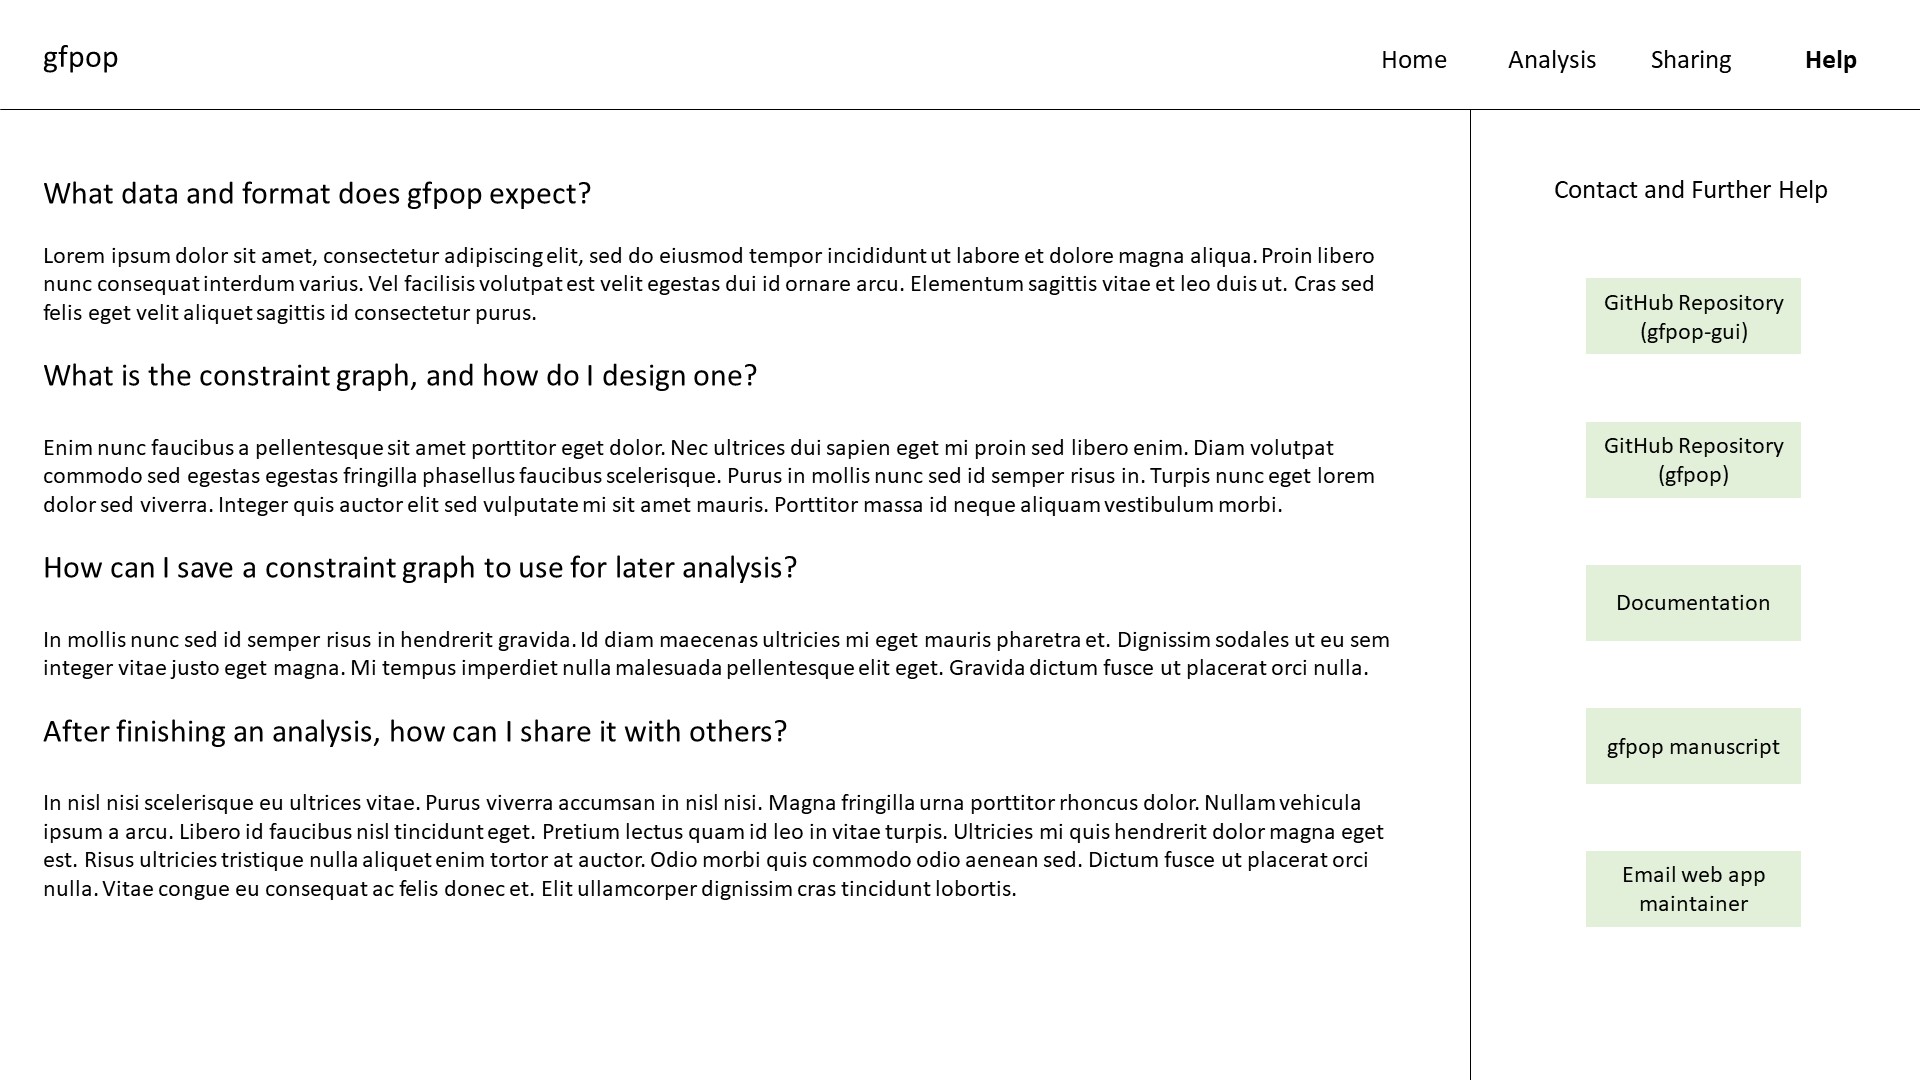 gfpop
Home Analysis Sharing Help
What data and format does gfpop expect?
Lorem ipsum dolor sit amet, consectetur adipiscing elit, sed do eiusmod tempor incididunt ut labore et dolore magna aliqua. Proin libero
nunc consequat interdum varius. Vel facilisis volutpat est velit egestas dui id ornare arcu. Elementum sagittis vitae et leo duis ut. Cras sed
felis eget velit aliquet sagittis id consectetur purus.
What is the constraint graph, and how do I design one?
Enim nunc faucibus a pellentesque sit amet porttitor eget dolor. Nec ultrices dui sapien eget mi proin sed libero enim. Diam volutpat
commodo sed egestas egestas fringilla phasellus faucibus scelerisque. Purus in mollis nunc sed id semper risus in. Turpis nunc eget lorem
dolor sed viverra. Integer quis auctor elit sed vulputate mi sit amet mauris. Porttitor massa id neque aliquam vestibulum morbi.
How can I save a constraint graph to use for later analysis?
In mollis nunc sed id semper risus in hendrerit gravida. Id diam maecenas ultricies mi eget mauris pharetra et. Dignissim sodales ut eu sem
integer vitae justo eget magna. Mi tempus imperdiet nulla malesuada pellentesque elit eget. Gravida dictum fusce ut placerat orci nulla.
After finishing an analysis, how can I share it with others?
In nisl nisi scelerisque eu ultrices vitae. Purus viverra accumsan in nisl nisi. Magna fringilla urna porttitor rhoncus dolor. Nullam vehicula
ipsum a arcu. Libero id faucibus nisl tincidunt eget. Pretium lectus quam id leo in vitae turpis. Ultricies mi quis hendrerit dolor magna eget
est. Risus ultricies tristique nulla aliquet enim tortor at auctor. Odio morbi quis commodo odio aenean sed. Dictum fusce ut placerat orci
nulla. Vitae congue eu consequat ac felis donec et. Elit ullamcorper dignissim cras tincidunt lobortis.
Contact and Further Help
GitHub Repository
(gfpop-gui)
GitHub Repository
(gfpop)
Documentation
gfpop manuscript
Email web app
maintainer